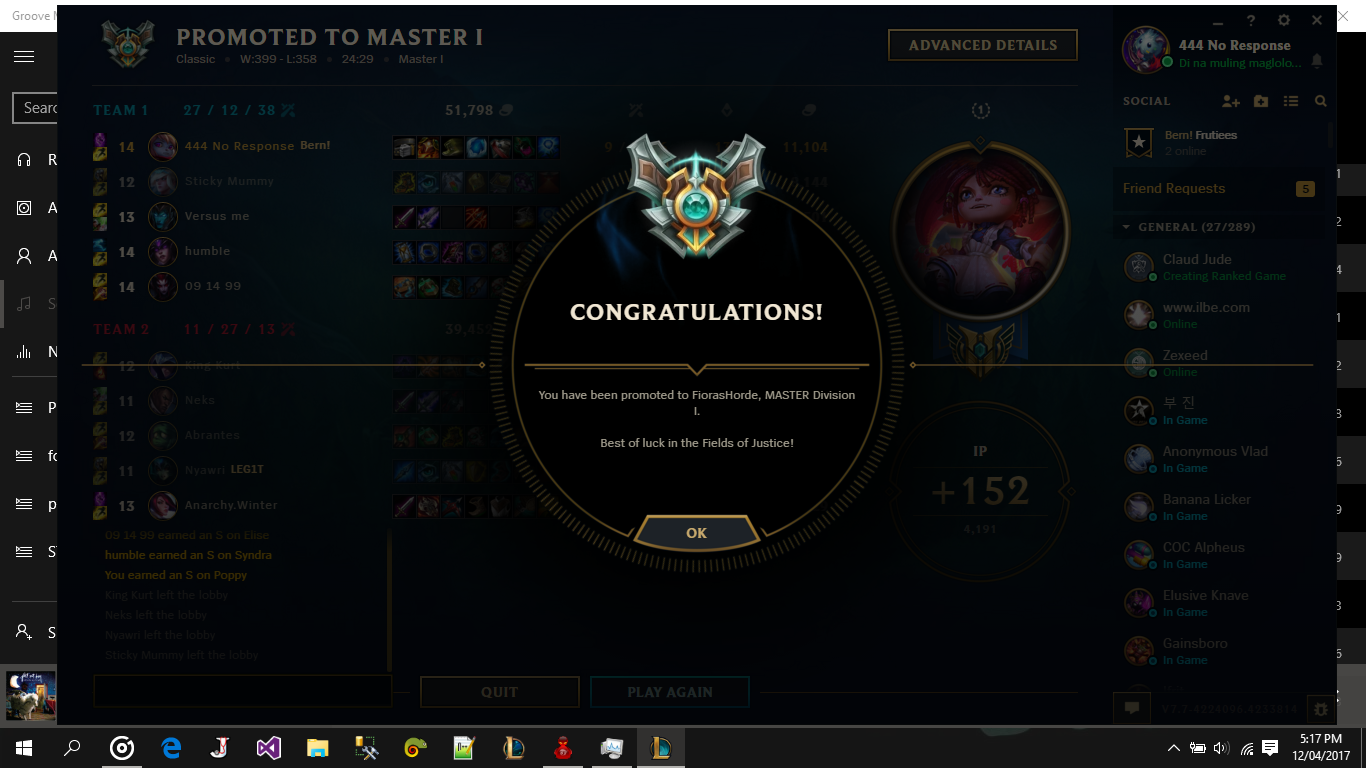 Groove M
PROMOTED TO MASTER I
Classic • W:399 - L:358 • 24:29 • Master I
ADVANCED DETAILS
444 No Response
Di na muling maglolo...
SOCIAL
Bern! Frutiees
2 online
Friend Requests 5
GENERAL (27/289)
Claud Jude
Creating Ranked Game
www.ilbe.com
Online
Zexeed
Online
부 진
In Game
Anonymous Vlad
In Game
Banana Licker
In Game
COC Alpheus
In Game
Elusive Knave
In Game
Gainsboro
In Game
Sear
TEAM 1 27 / 12 / 38 51,798
14 444 No Response Bern! 11,104
12 Sticky Mummy
13 Versus me
14 humble
14 09 14 99
TEAM 2 11 / 27 / 13
12 King Kurt
11 Neks
12 Abrantes
11 Nyawri LEG1T
13 Anarchy.Winter
09 14 99 earned an S on Elise
humble earned an S on Syndra
You earned an S on Poppy
King Kurt left the lobby
Neks left the lobby
Nyawri left the lobby
Sticky Mummy left the lobby
CONGRATULATIONS!
You have been promoted to FiorasHorde, MASTER Division
I.
Best of luck in the Fields of Justice!
OK
IP
+152
4,191
QUIT
PLAY AGAIN
5:17 PM
12/04/2017